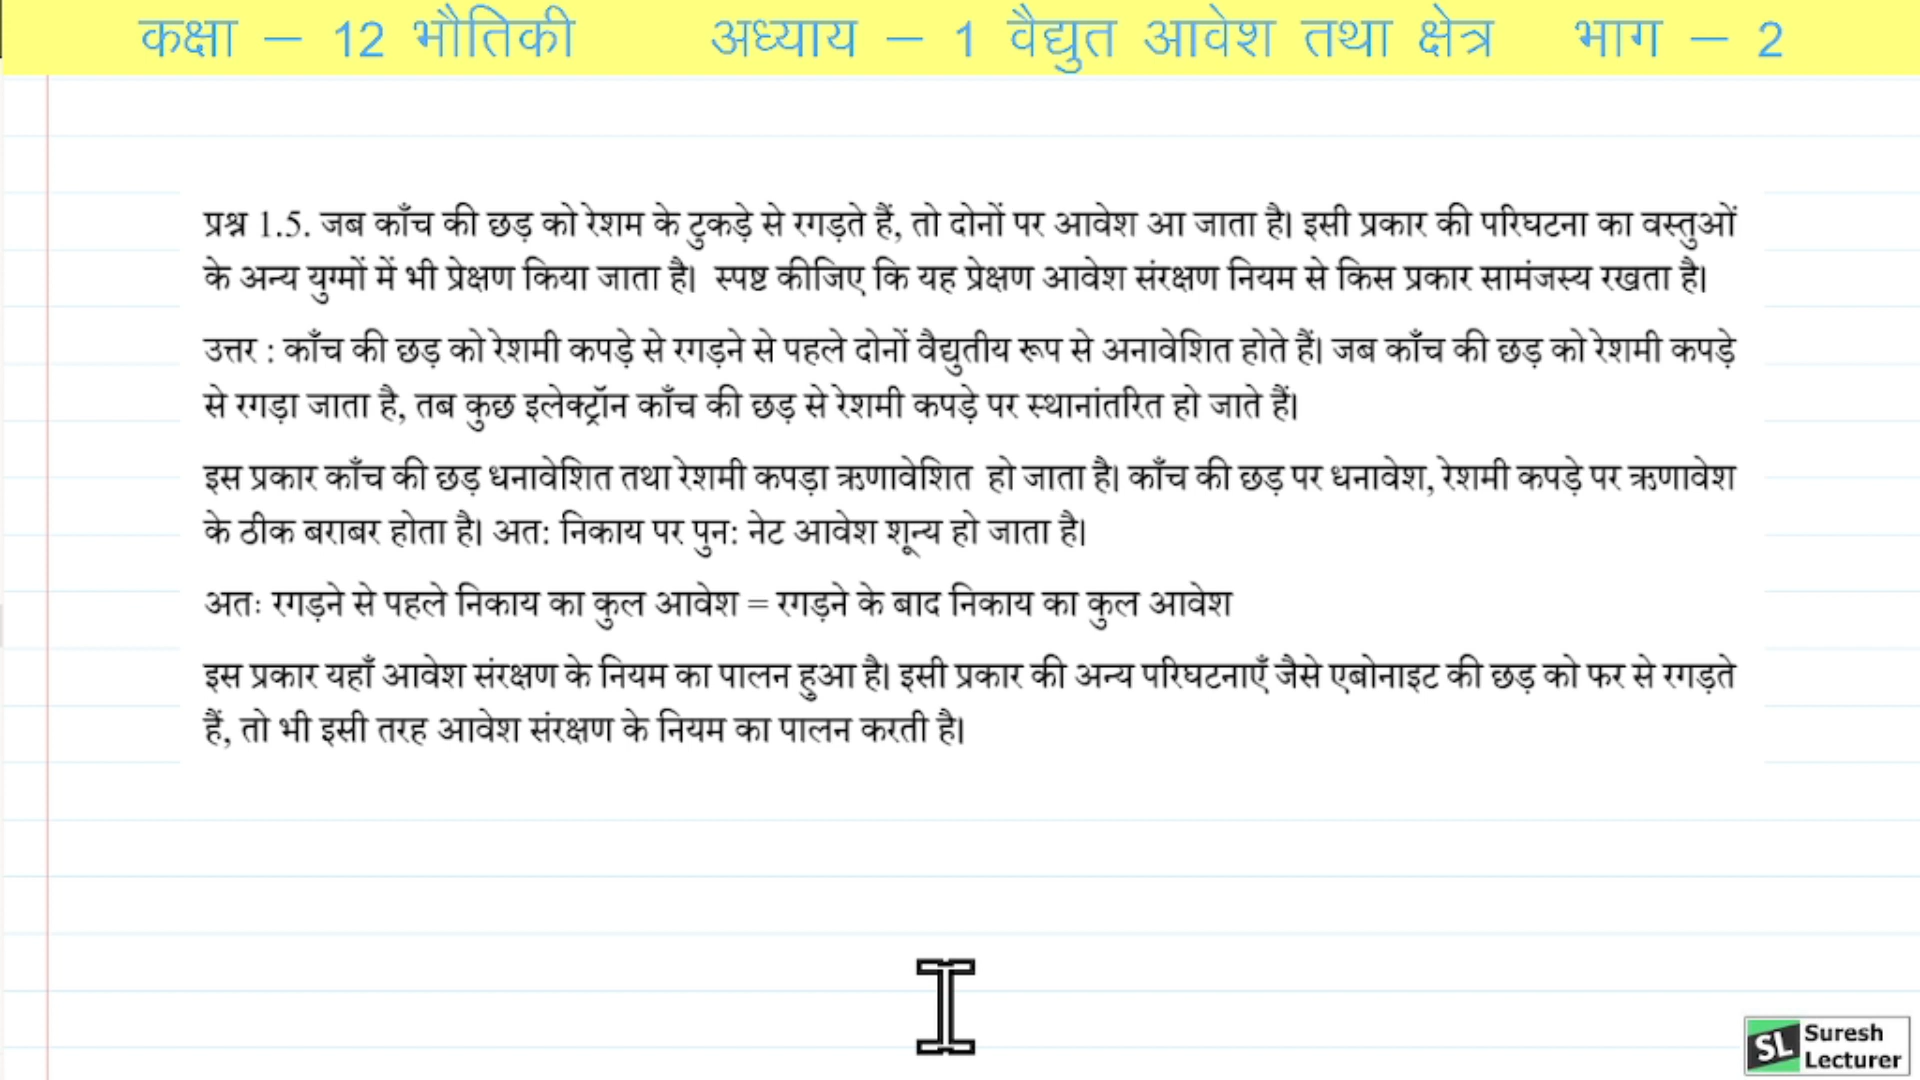 कक्षा – 12 भौतिकी अध्याय – 1 वैद्युत आवेश तथा क्षेत्र भाग – 2
प्रश्न 1.5. जब काँच की छड़ को रेशम के टुकड़े से रगड़ते हैं, तो दोनों पर आवेश आ जाता है। इसी प्रकार की परिघटना का वस्तुओं
के अन्य युग्मों में भी प्रेक्षण किया जाता है। स्पष्ट कीजिए कि यह प्रेक्षण आवेश संरक्षण नियम से किस प्रकार सामंजस्य रखता है।
उत्तर : काँच की छड़ को रेशमी कपड़े से रगड़ने से पहले दोनों वैद्युतीय रूप से अनावेशित होते हैं। जब काँच की छड़ को रेशमी कपड़े
से रगड़ा जाता है, तब कुछ इलेक्ट्रॉन काँच की छड़ से रेशमी कपड़े पर स्थानांतरित हो जाते हैं।
इस प्रकार काँच की छड़ धनावेशित तथा रेशमी कपड़ा ऋणावेशित हो जाता है। काँच की छड़ पर धनावेश, रेशमी कपड़े पर ऋणावेश
के ठीक बराबर होता है। अत: निकाय पर पुन: नेट आवेश शून्य हो जाता है।
अतः रगड़ने से पहले निकाय का कुल आवेश = रगड़ने के बाद निकाय का कुल आवेश
इस प्रकार यहाँ आवेश संरक्षण के नियम का पालन हुआ है। इसी प्रकार की अन्य परिघटनाएँ जैसे एबोनाइट की छड़ को फर से रगड़ते
हैं, तो भी इसी तरह आवेश संरक्षण के नियम का पालन करती है।
SL Suresh
Lecturer